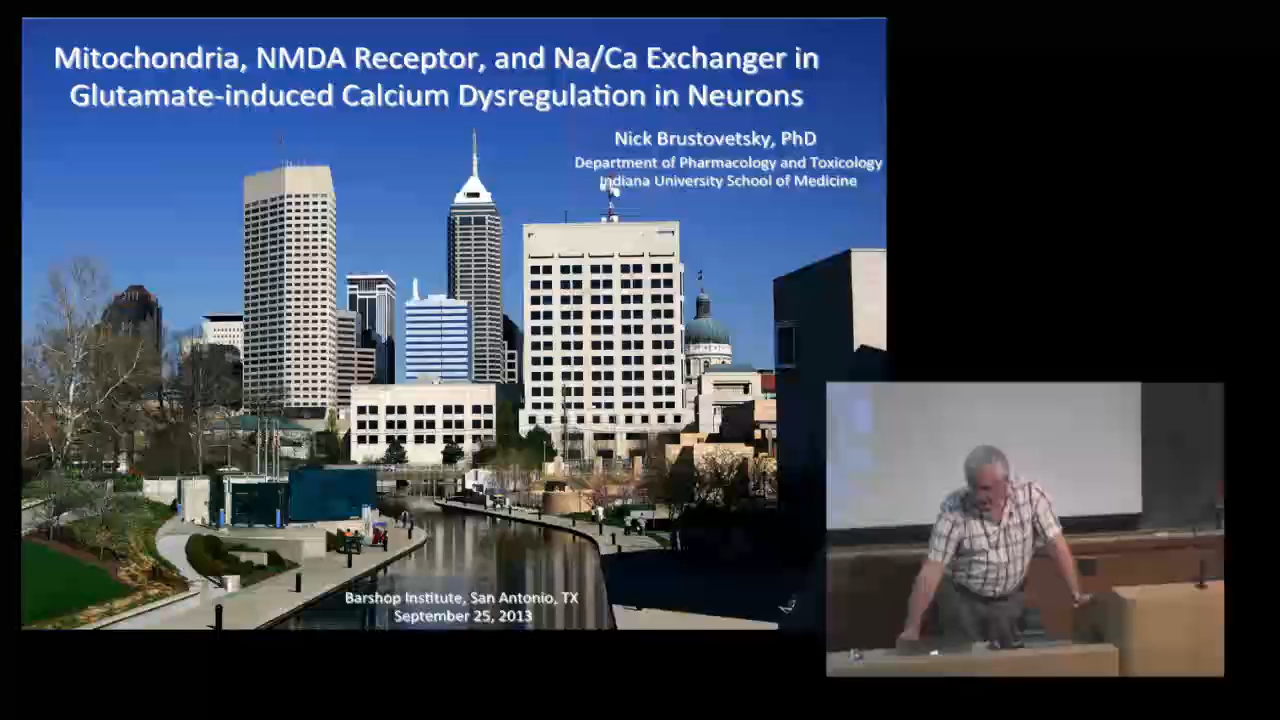 Mitochondria, NMDA Receptor, and Na/Ca Exchanger in
Glutamate-induced Calcium Dysregulation in Neurons
Nick Brustovetsky, PhD
Department of Pharmacology and Toxicology
Indiana University School of Medicine
Barshop Institute, San Antonio, TX
September 25, 2013